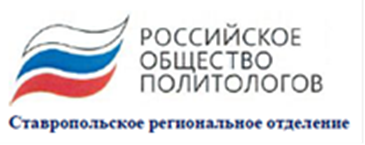 РОССИЙСКОЕ
ОБЩЕСТВО
ПОЛИТОЛОГОВ
Ставропольское региональное отделение